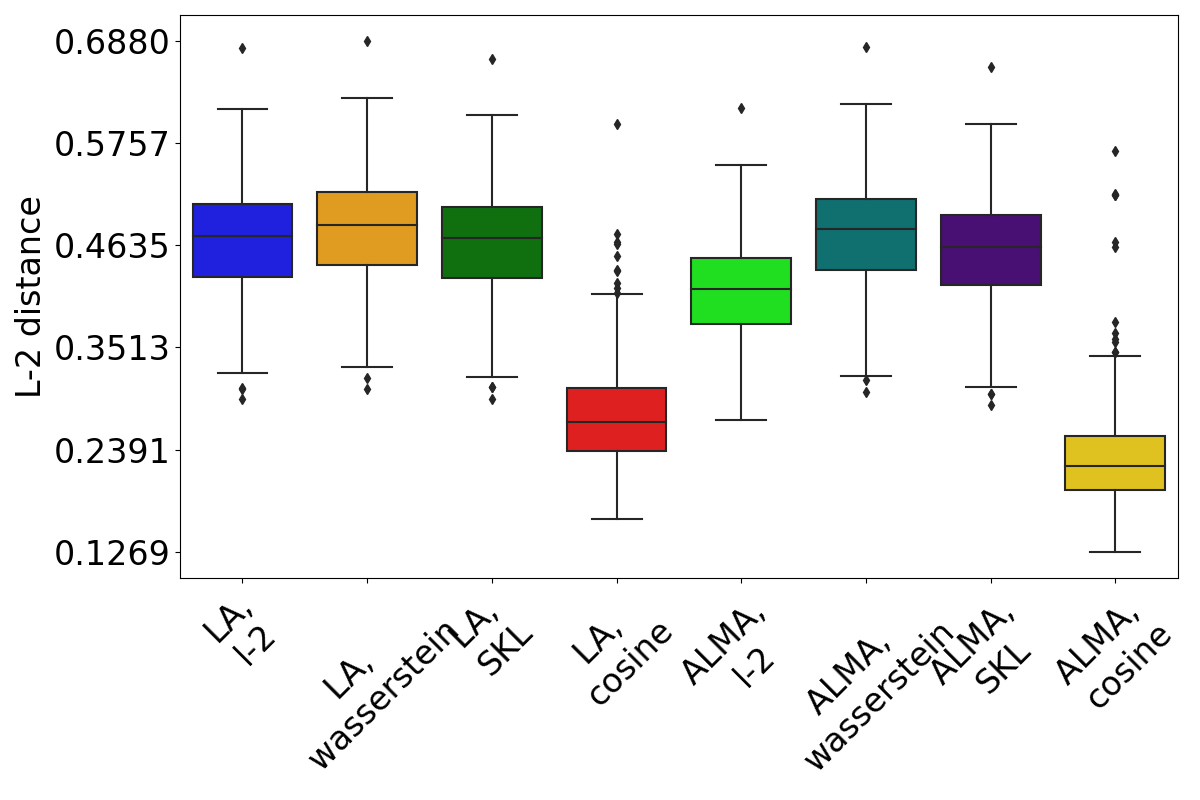 0.6880
0.5757
0.4635
0.3513
0.2391
0.1269
L-2 distance
LA,
l-2
LA,
wasserstein
LA,
SKL
LA,
cosine
ALMA,
l-2
ALMA,
wasserstein
ALMA,
SKL
ALMA,
cosine